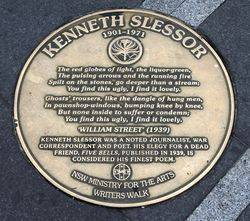 KENNETH SLESSOR
1901-1971
The red globes of light, the liquor-green,
The pulsing arrows and the running fire
Spilt on the stones, go deeper than a stream;
You find this ugly, I find it lovely.
Ghosts' trousers, like the dangle of hung men,
In pawnshop-windows, bumping knee by knee,
But none inside to suffer or condemn;
You find this ugly, I find it lovely.
'WILLIAM STREET' (1939)
KENNETH SLESSOR WAS A NOTED JOURNALIST, WAR
CORRESPONDENT AND POET. HIS ELEGY FOR A DEAD
FRIEND, FIVE BELLS, PUBLISHED IN 1939, IS
CONSIDERED HIS FINEST POEM.
NSW MINISTRY FOR THE ARTS
WRITERS WALK